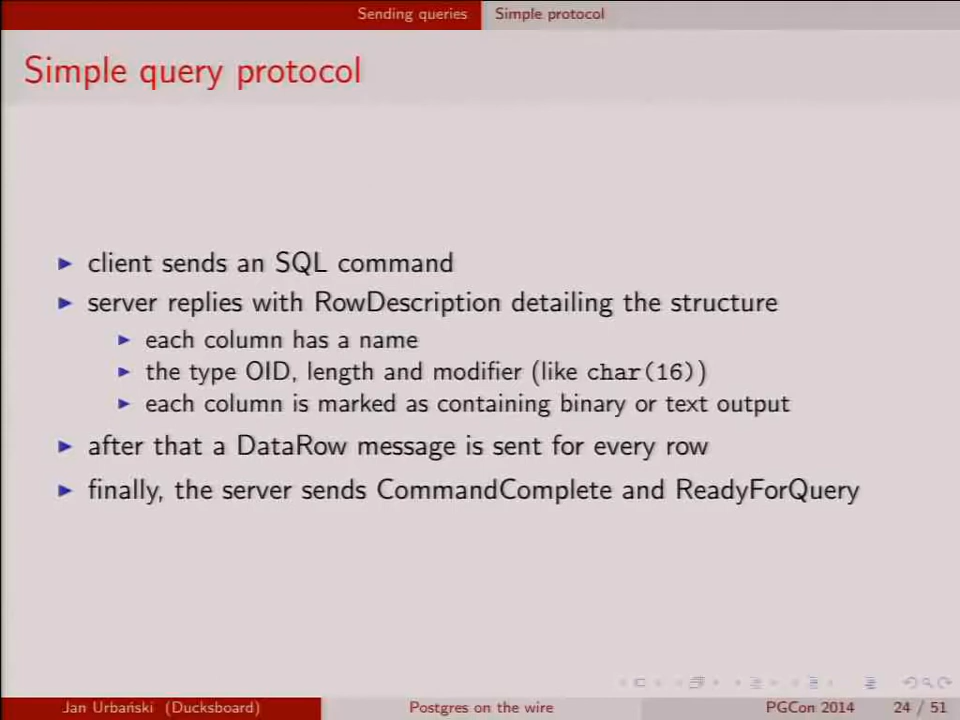 Sending queries Simple protocol
Simple query protocol
client sends an SQL command
server replies with RowDescription detailing the structure
each column has a name
the type OID, length and modifier (like char(16))
each column is marked as containing binary or text output
after that a DataRow message is sent for every row
finally, the server sends CommandComplete and ReadyForQuery
Jan Urbański (Ducksboard) Postgres on the wire PGCon 2014 24 / 51